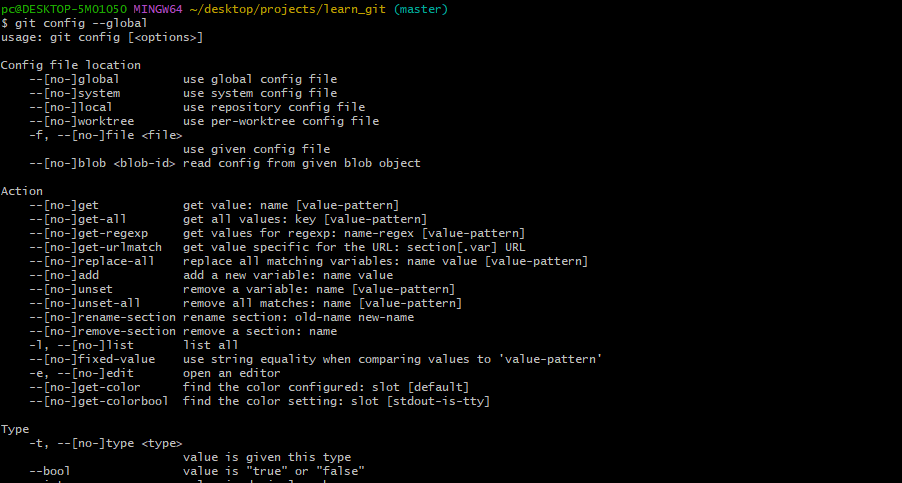 pc@DESKTOP-5MO1O5O MINGW64 ~/desktop/projects/learn_git (master)
$ git config --global
usage: git config [<options>]

Config file location
    --[no-]global         use global config file
    --[no-]system         use system config file
    --[no-]local          use repository config file
    --[no-]worktree       use per-worktree config file
    -f, --[no-]file <file>
                          use given config file
    --[no-]blob <blob-id> read config from given blob object

Action
    --[no-]get            get value: name [value-pattern]
    --[no-]get-all        get all values: key [value-pattern]
    --[no-]get-regexp     get values for regexp: name-regex [value-pattern]
    --[no-]get-urlmatch   get value specific for the URL: section[.var] URL
    --[no-]replace-all    replace all matching variables: name value [value-pattern]
    --[no-]add            add a new variable: name value
    --[no-]unset          remove a variable: name [value-pattern]
    --[no-]unset-all      remove all matches: name [value-pattern]
    --[no-]rename-section rename section: old-name new-name
    --[no-]remove-section remove a section: name
    -l, --[no-]list       list all
    --[no-]fixed-value    use string equality when comparing values to 'value-pattern'
    -e, --[no-]edit       open an editor
    --[no-]get-color      find the color configured: slot [default]
    --[no-]get-colorbool  find the color setting: slot [stdout-is-tty]

Type
    -t, --[no-]type <type>
                          value is given this type
    --bool                value is "true" or "false"